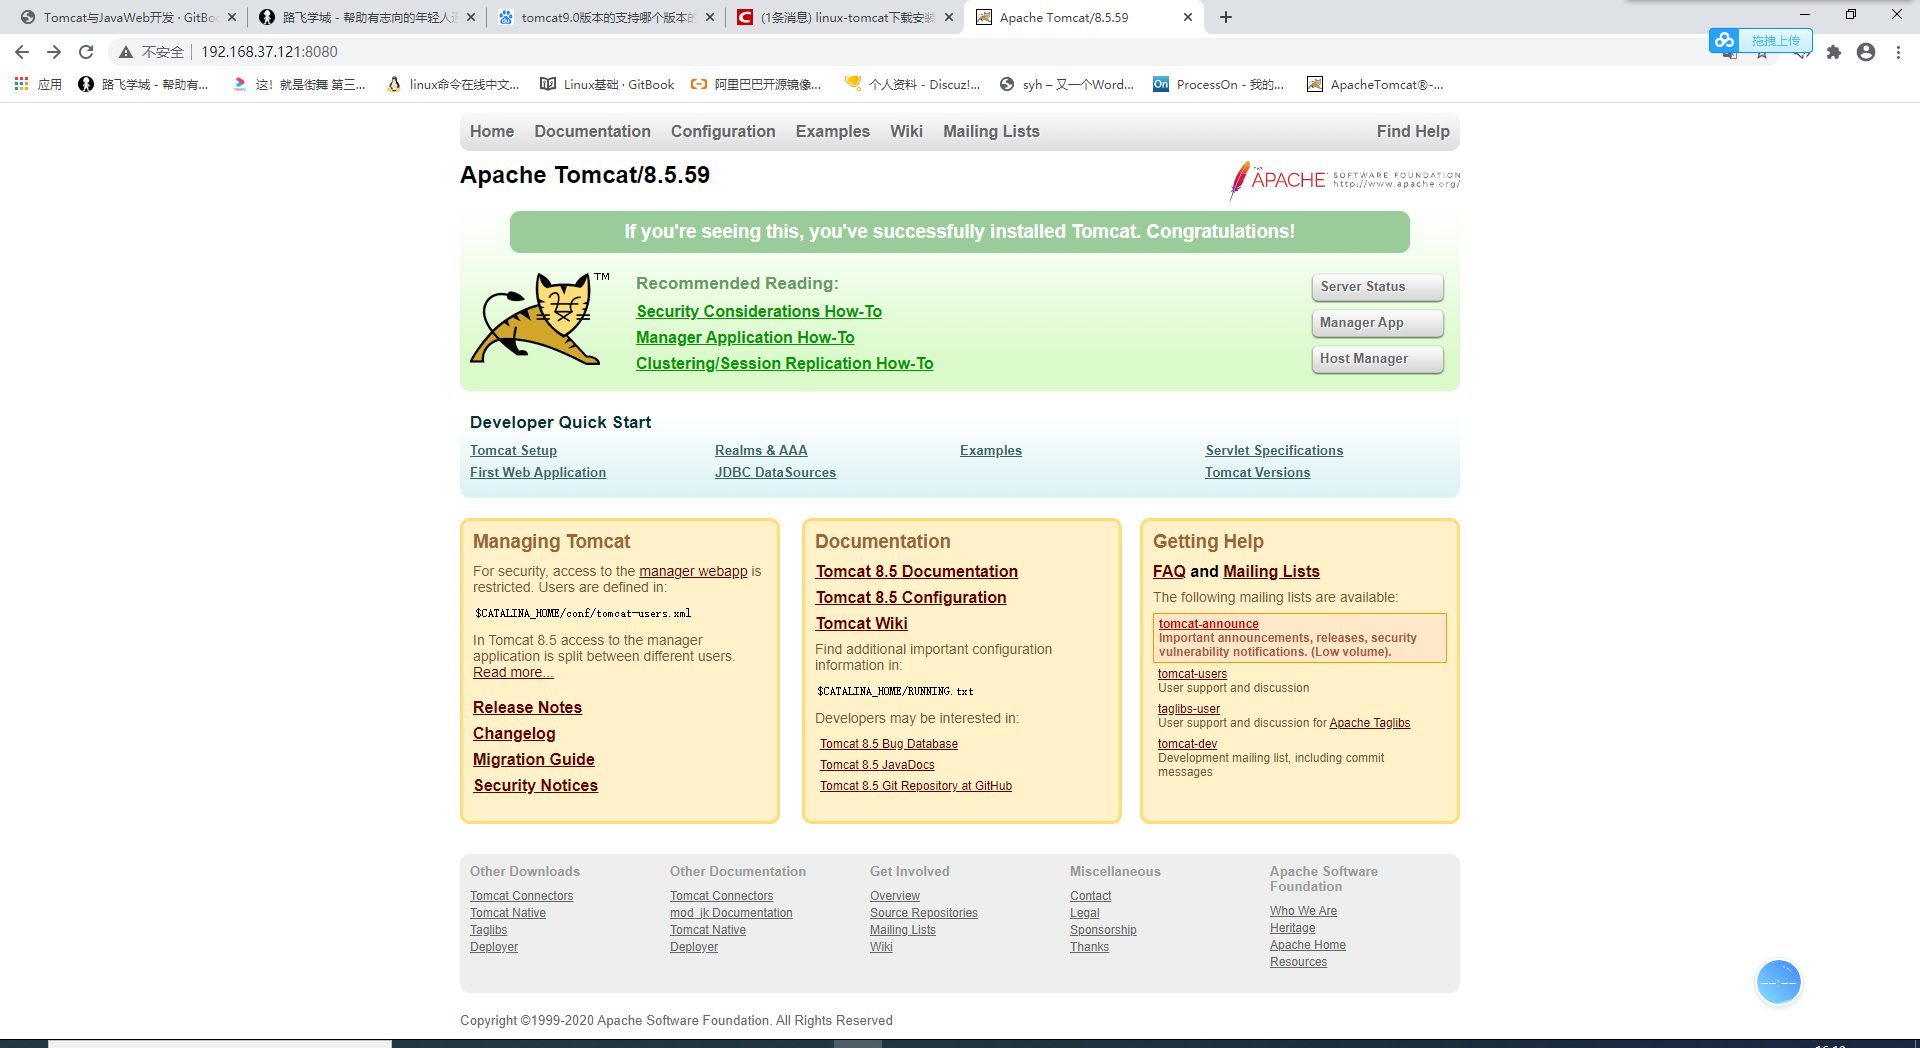 Tomcat与JavaWeb开发 · GitBo
路飞学城 - 帮助有志向的年轻人
tomcat9.0版本的支持哪个版本的
(1条消息) linux-tomcat下载安装
Apache Tomcat/8.5.59
不安全
192.168.37.121:8080
拖拽上传
应用
路飞学城 - 帮助有...
这！就是街舞 第三...
linux命令在线中文...
Linux基础 · GitBook
阿里巴巴开源镜像...
个人资料 - Discuz!...
syh – 又一个Word...
On
ProcessOn - 我的...
ApacheTomcat®-...
Home
Documentation
Configuration
Examples
Wiki
Mailing Lists
Find Help
Apache Tomcat/8.5.59
THE
APACHE
SOFTWARE FOUNDATION
http://www.apache.org/
If you're seeing this, you've successfully installed Tomcat. Congratulations!
TM
Recommended Reading:
Security Considerations How-To
Manager Application How-To
Clustering/Session Replication How-To
Server Status
Manager App
Host Manager
Developer Quick Start
Tomcat Setup
First Web Application
Realms & AAA
JDBC DataSources
Examples
Servlet Specifications
Tomcat Versions
Managing Tomcat
For security, access to the manager webapp is
restricted. Users are defined in:
$CATALINA_HOME/conf/tomcat-users.xml
In Tomcat 8.5 access to the manager
application is split between different users.
Read more...
Release Notes
Changelog
Migration Guide
Security Notices
Documentation
Tomcat 8.5 Documentation
Tomcat 8.5 Configuration
Tomcat Wiki
Find additional important configuration
information in:
$CATALINA_HOME/RUNNING.txt
Developers may be interested in:
Tomcat 8.5 Bug Database
Tomcat 8.5 JavaDocs
Tomcat 8.5 Git Repository at GitHub
Getting Help
FAQ and Mailing Lists
The following mailing lists are available:
tomcat-announce
Important announcements, releases, security
vulnerability notifications. (Low volume).
tomcat-users
User support and discussion
taglibs-user
User support and discussion for Apache Taglibs
tomcat-dev
Development mailing list, including commit
messages
Other Downloads
Tomcat Connectors
Tomcat Native
Taglibs
Deployer
Other Documentation
Tomcat Connectors
mod_jk Documentation
Tomcat Native
Deployer
Get Involved
Overview
Source Repositories
Mailing Lists
Wiki
Miscellaneous
Contact
Legal
Sponsorship
Thanks
Apache Software
Foundation
Who We Are
Heritage
Apache Home
Resources
--:--
Copyright ©1999-2020 Apache Software Foundation. All Rights Reserved